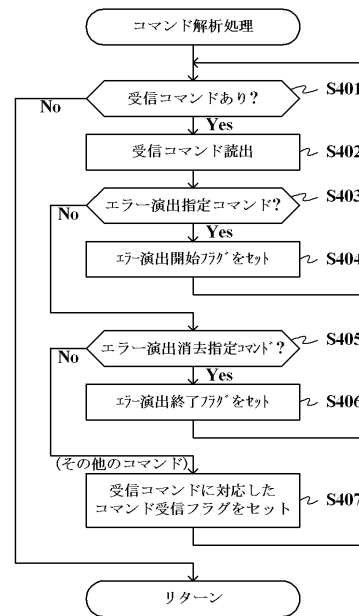 コマンド解析処理
受信コマンドあり?
S401
No
Yes
受信コマンド読出
S402
エラー演出指定コマンド?
S403
No
Yes
エラー演出開始フラグをセット
S404
エラー演出消去指定コマンド?
S405
No
Yes
エラー演出終了フラグをセット
S406
(その他のコマンド)
受信コマンドに対応した
コマンド受信フラグをセット
S407
リターン